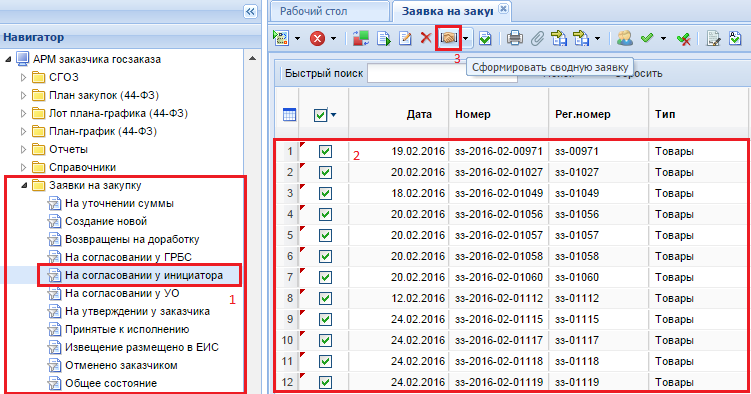 Навигатор
АРМ заказчика госзаказа
СГОЗ
План закупок (44-ФЗ)
Лот плана-графика (44-ФЗ)
План-график (44-ФЗ)
Отчеты
Справочники
Заявки на закупку
На уточнении суммы
Создание новой
Возвращены на доработку
На согласовании у ГРБС
На согласовании у инициатора
1
На согласовании у УО
На утверждении у заказчика
Принятые к исполнению
Извещение размещено в ЕИС
Отменено заказчиком
Общее состояние
Рабочий стол Заявка на закуп
3
Сформировать сводную заявку
Быстрый поиск
Дата Номер Рег.номер Тип
1 2 19.02.2016 зз-2016-02-00971 зз-00971 Товары
2 20.02.2016 зз-2016-02-01027 зз-01027 Товары
3 18.02.2016 зз-2016-02-01049 зз-01049 Товары
4 20.02.2016 зз-2016-02-01056 зз-01056 Товары
5 20.02.2016 зз-2016-02-01057 зз-01057 Товары
6 20.02.2016 зз-2016-02-01058 зз-01058 Товары
7 20.02.2016 зз-2016-02-01060 зз-01060 Товары
8 12.02.2016 зз-2016-02-01112 зз-01112 Товары
9 24.02.2016 зз-2016-02-01115 зз-01115 Товары
10 24.02.2016 зз-2016-02-01117 зз-01117 Товары
11 24.02.2016 зз-2016-02-01118 зз-01118 Товары
12 24.02.2016 зз-2016-02-01119 зз-01119 Товары